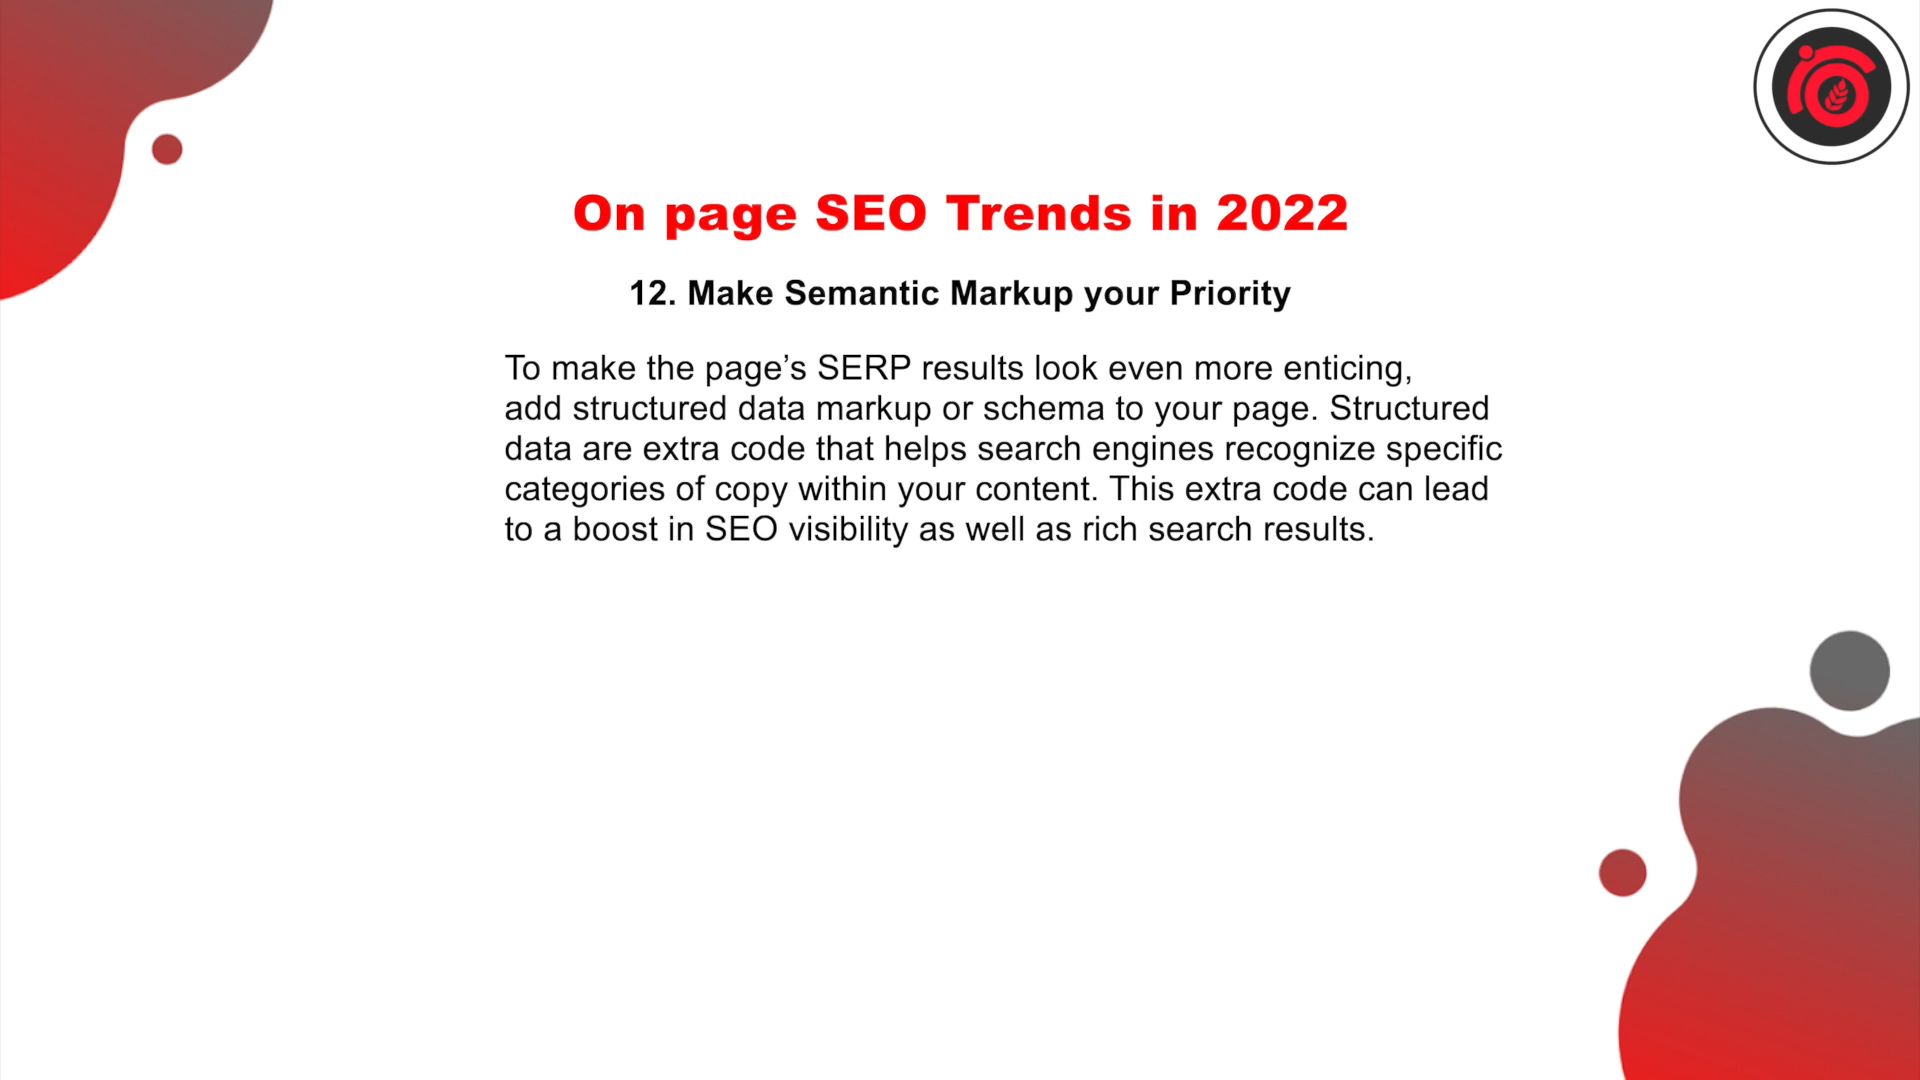 On page SEO Trends in 2022
12. Make Semantic Markup your Priority
To make the page’s SERP results look even more enticing,
add structured data markup or schema to your page. Structured
data are extra code that helps search engines recognize specific
categories of copy within your content. This extra code can lead
to a boost in SEO visibility as well as rich search results.